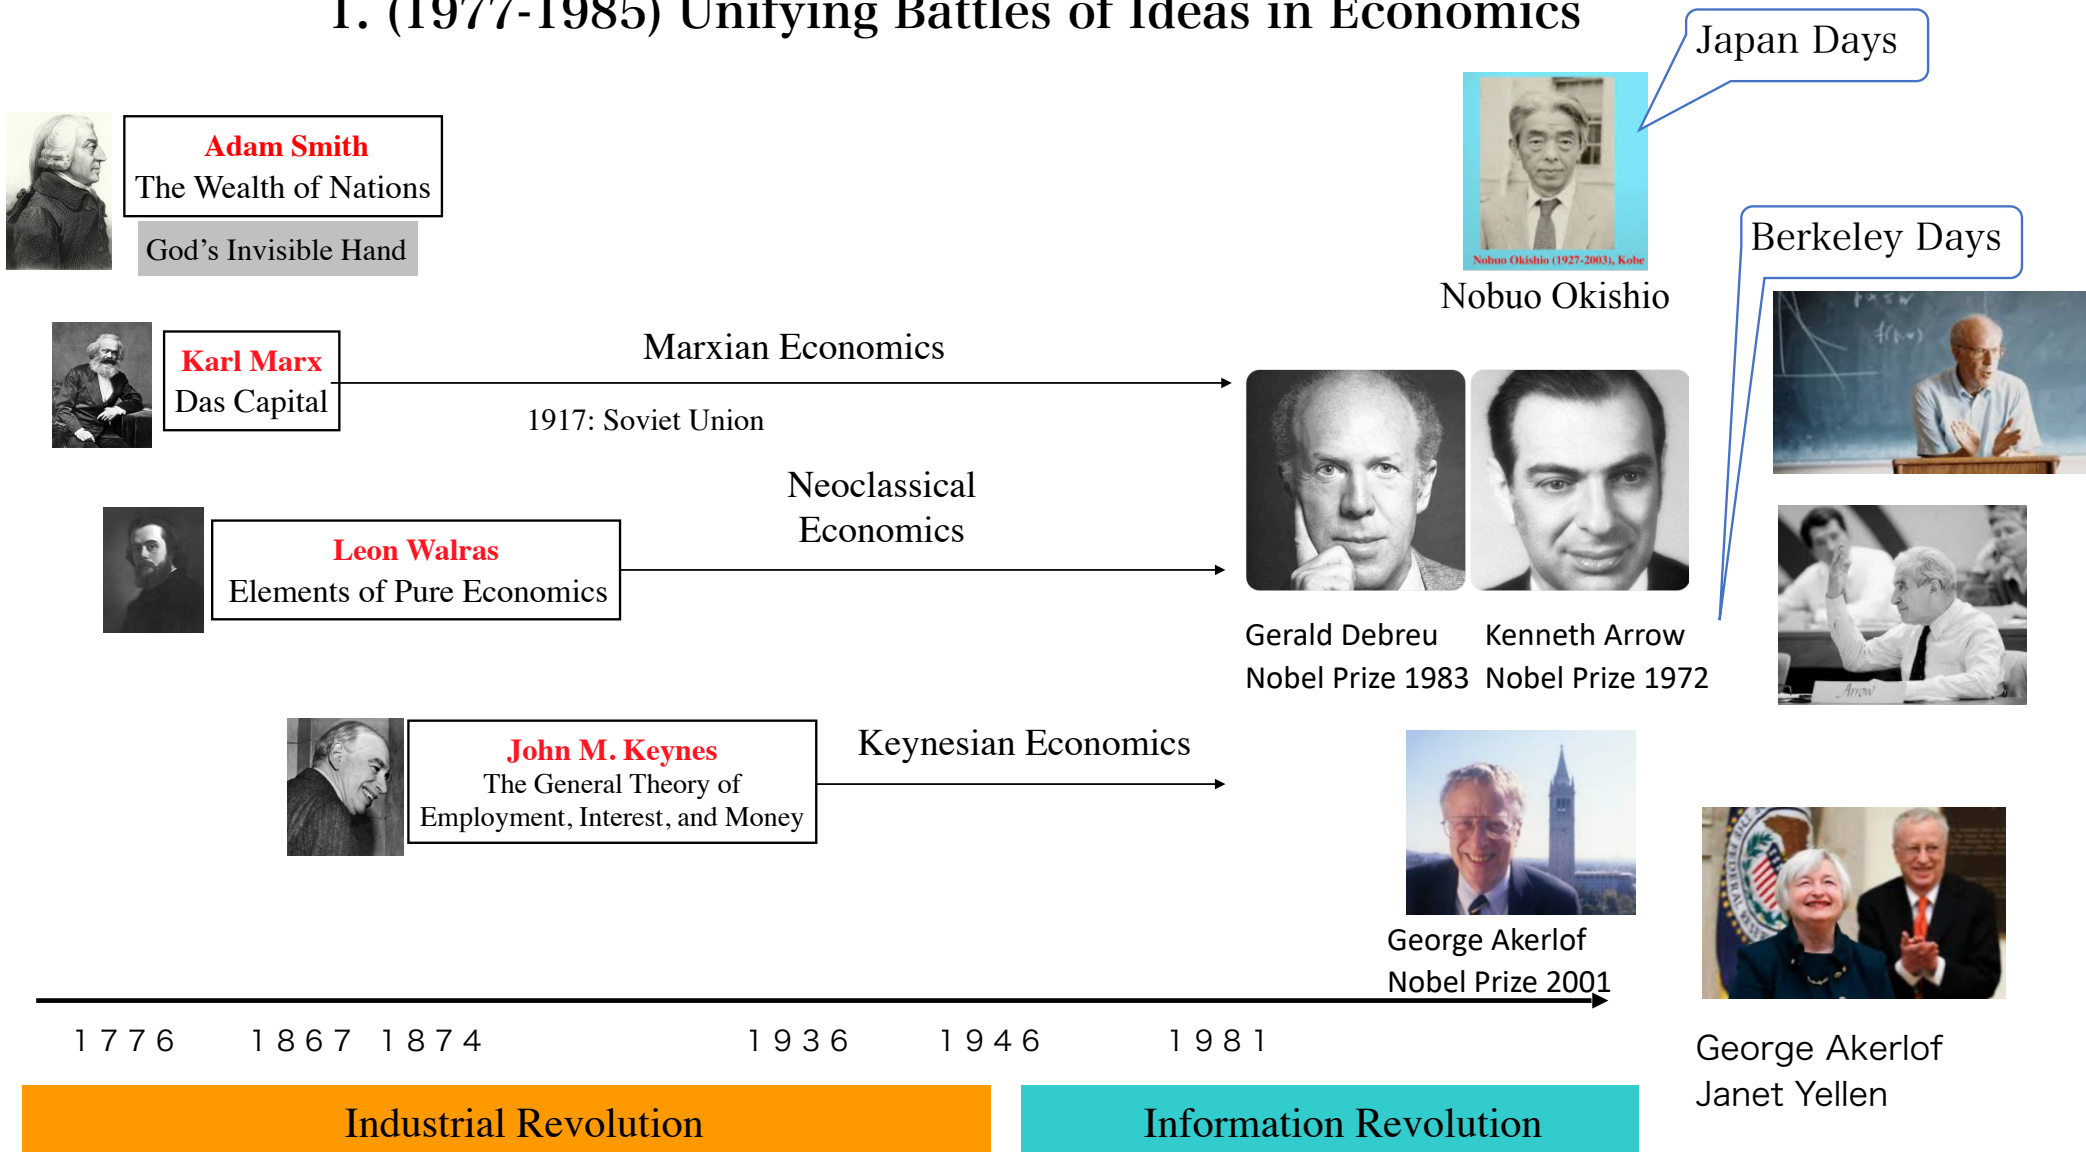 1. (1977-1985) Unifying Battles of Ideas in Economics
Japan Days
Adam Smith
The Wealth of Nations
God's Invisible Hand
Nobuo Okishio (1927-2003), Kobe
Nobuo Okishio
Berkeley Days
Karl Marx
Das Capital
Marxian Economics
1917: Soviet Union
Neoclassical
Economics
Leon Walras
Elements of Pure Economics
Gerald Debreu
Nobel Prize 1983
Kenneth Arrow
Nobel Prize 1972
Arrow
John M. Keynes
The General Theory of
Employment, Interest, and Money
Keynesian Economics
George Akerlof
Nobel Prize 2001
George Akerlof
Janet Yellen
1776 1867 1874 1936 1946 1981
Industrial Revolution
Information Revolution